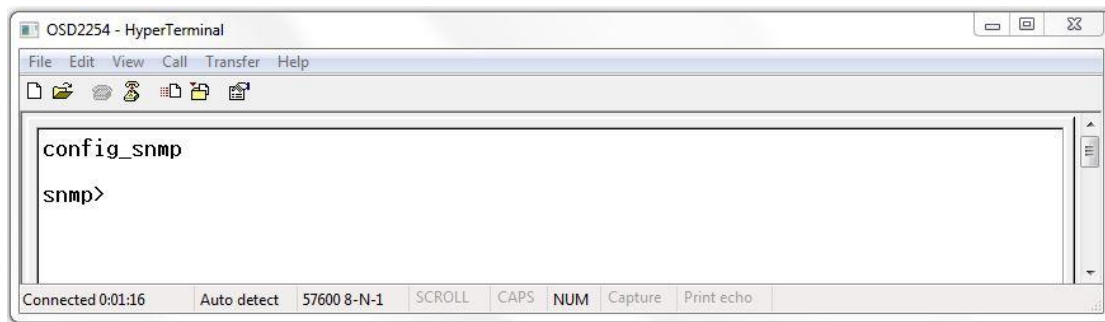 OSD2254 - HyperTerminal
File Edit View Call Transfer Help
config_snmp
snmp>
Connected 0:01:16 Auto detect 57600 8-N-1 SCROLL CAPS NUM Capture Print echo